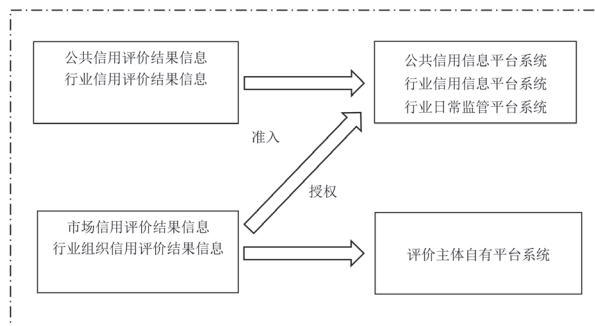 公共信用评价结果信息
行业信用评价结果信息
公共信用信息平台系统
行业信用信息平台系统
行业日常监管平台系统
准入
授权
市场信用评价结果信息
行业组织信用评价结果信息
评价主体自有平台系统